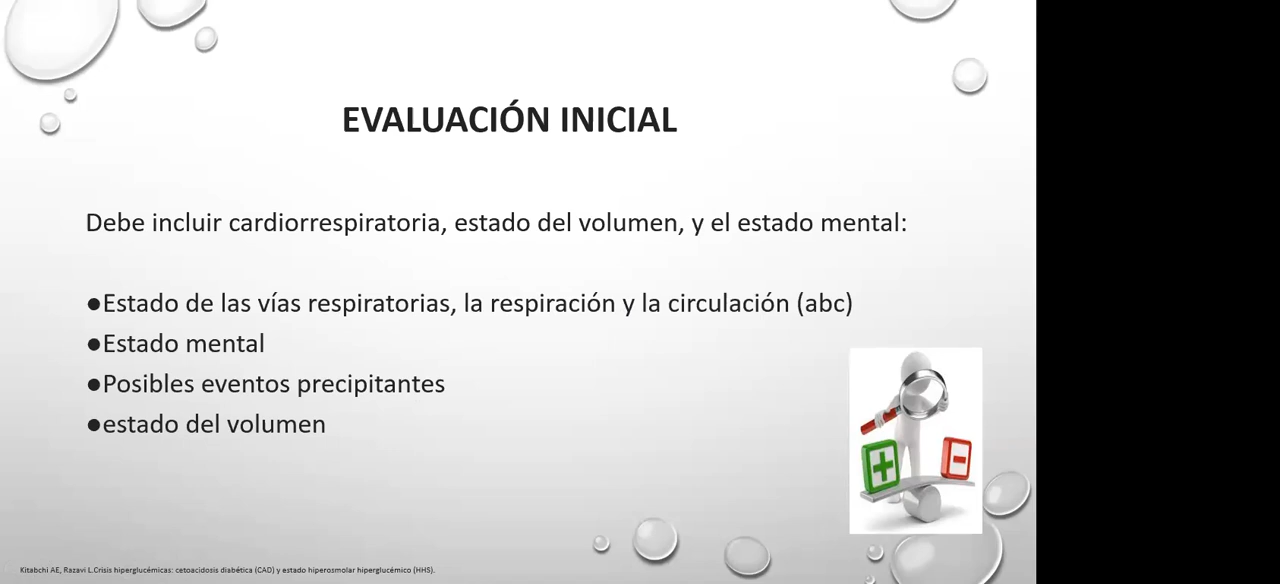 EVALUACIÓN INICIAL
Debe incluir cardiorrespiratoria, estado del volumen, y el estado mental:
●Estado de las vías respiratorias, la respiración y la circulación (abc)
●Estado mental
●Posibles eventos precipitantes
●estado del volumen
Kitabchi AE, Razavi L.Crisis hiperglucémicas: cetoacidosis diabética (CAD) y estado hiperosmolar hiperglucémico (HHS).